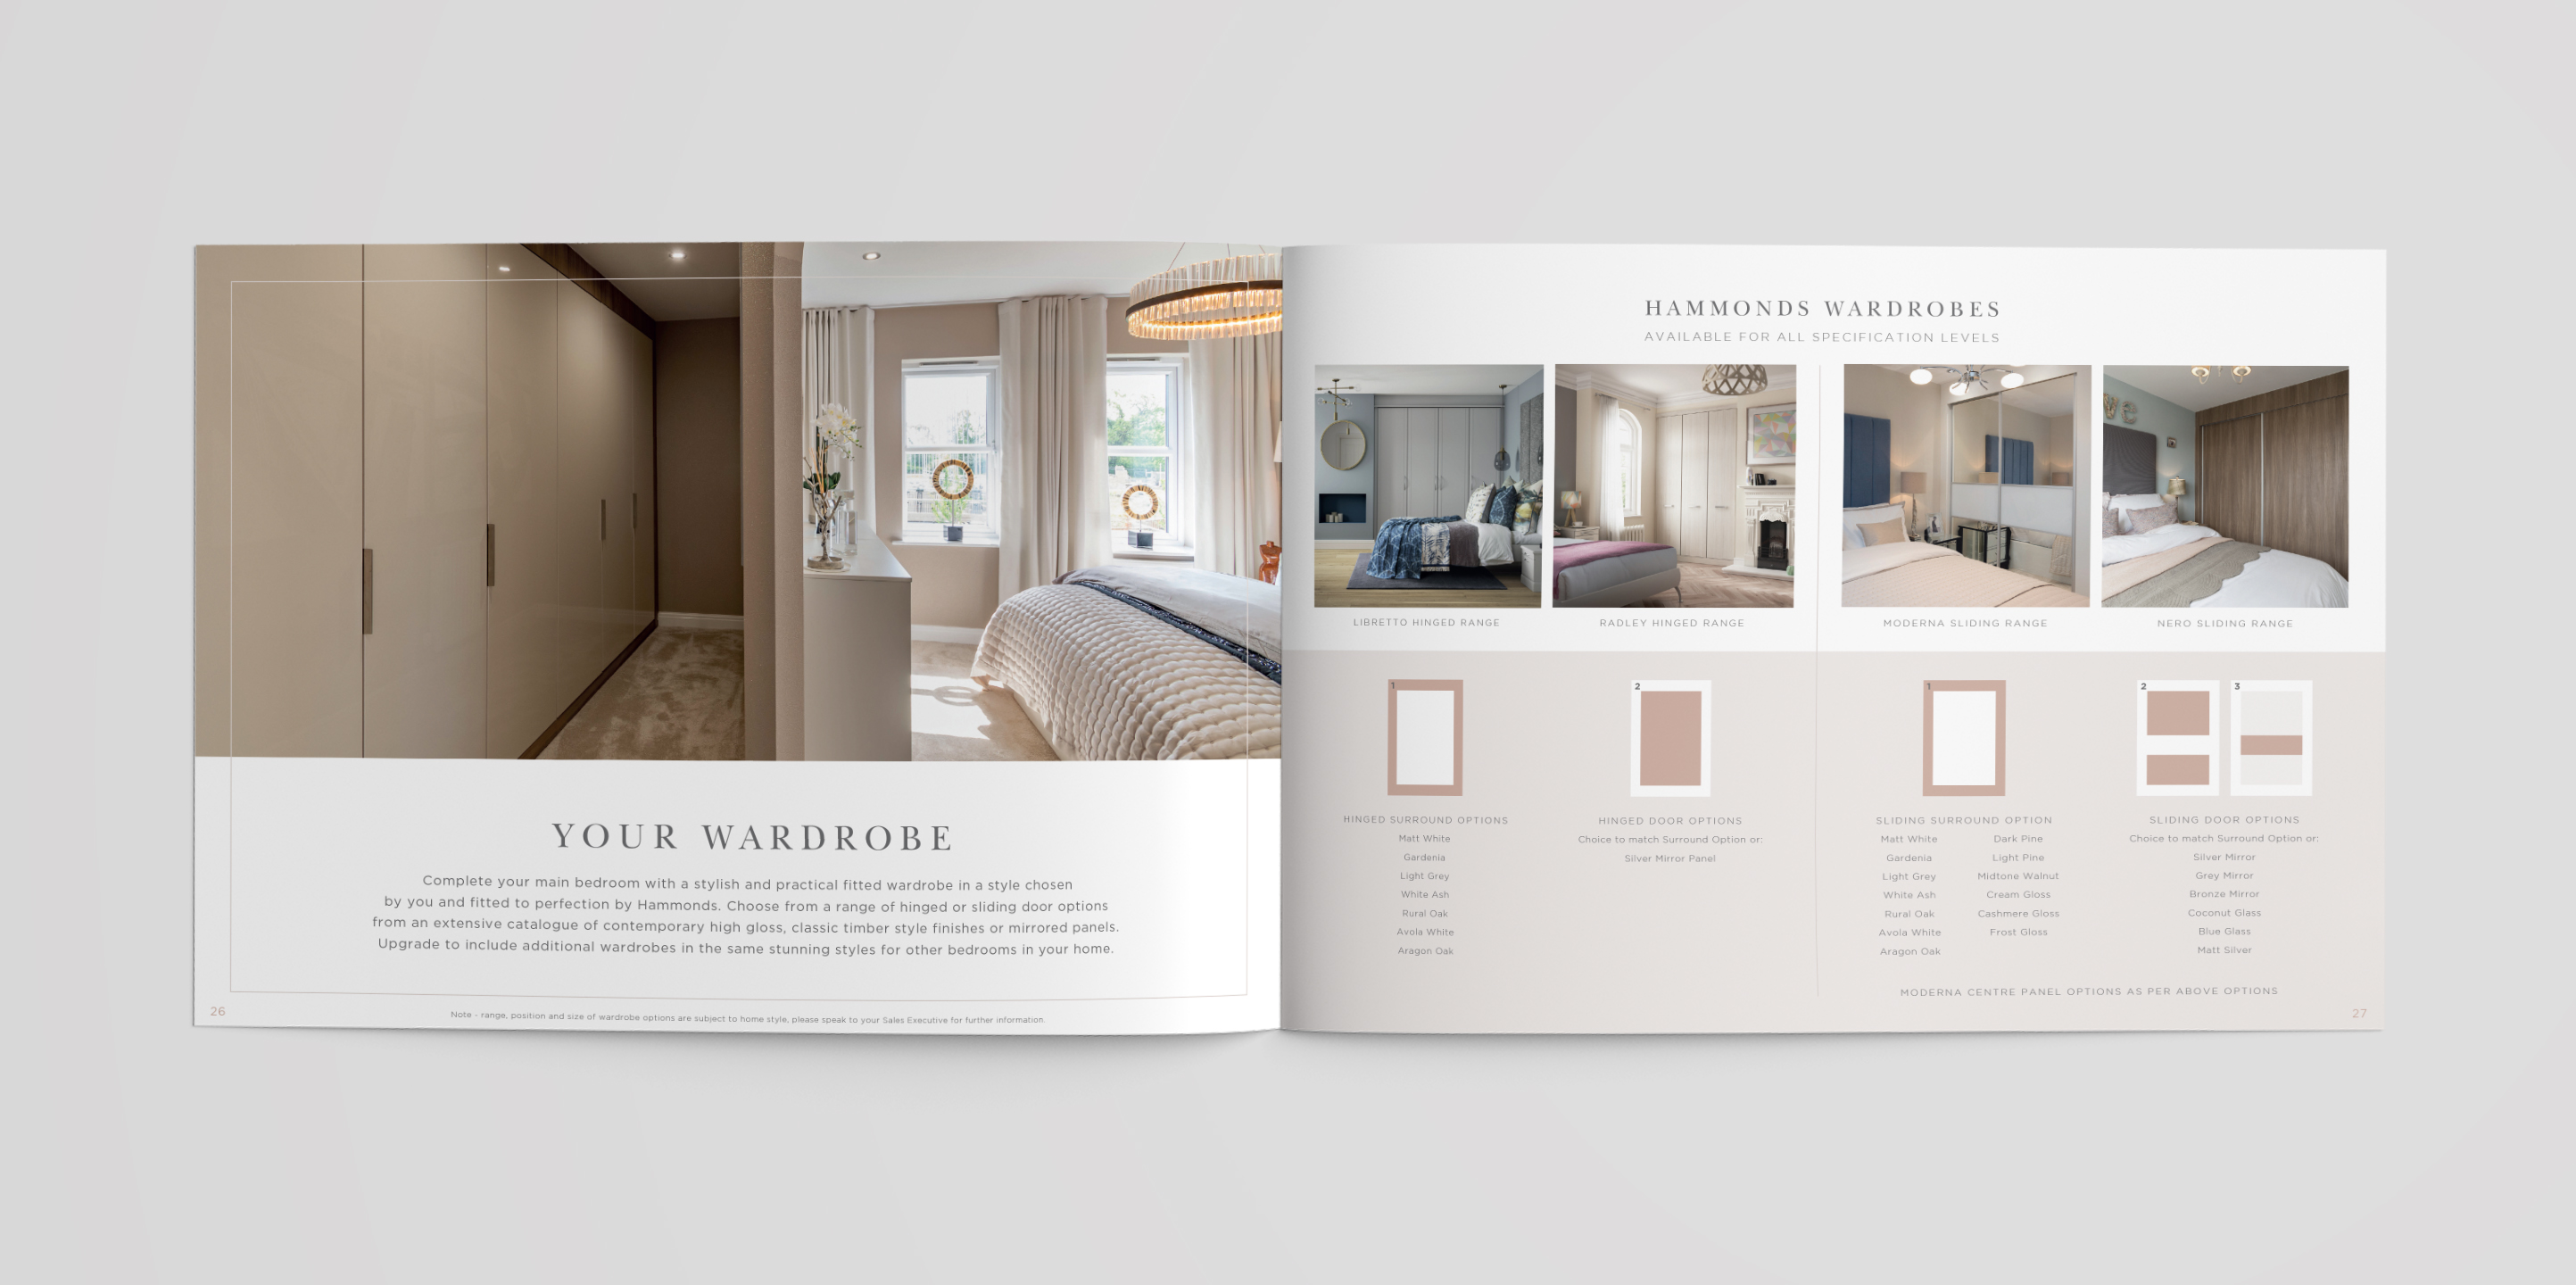 YOUR WARDROBE
Complete your main bedroom with a stylish and practical fitted wardrobe in a style chosen
by you and fitted to perfection by Hammonds. Choose from a range of hinged or sliding door options
from an extensive catalogue of contemporary high gloss, classic timber style finishes or mirrored panels.
Upgrade to include additional wardrobes in the same stunning styles for other bedrooms in your home.
26
Note - range, position and size of wardrobe options are subject to home style, please speak to your Sales Executive for further information.
HAMMONDS WARDROBES
AVAILABLE FOR ALL SPECIFICATION LEVELS
VE
LIBRETTO HINGED RANGE
RADLEY HINGED RANGE
MODERNA SLIDING RANGE
NERO SLIDING RANGE
1
HINGED SURROUND OPTIONS
Matt White
Gardenia
Light Grey
White Ash
Rural Oak
Avola White
Aragon Oak
2
HINGED DOOR OPTIONS
Choice to match Surround Option or:
Silver Mirror Panel
1
SLIDING SURROUND OPTION
Matt White
Gardenia
Light Grey
White Ash
Rural Oak
Avola White
Aragon Oak
Dark Pine
Light Pine
Midtone Walnut
Cream Gloss
Cashmere Gloss
Frost Gloss
2
3
SLIDING DOOR OPTIONS
Choice to match Surround Option or:
Silver Mirror
Grey Mirror
Bronze Mirror
Coconut Glass
Blue Glass
Matt Silver
MODERNA CENTRE PANEL OPTIONS AS PER ABOVE OPTIONS
27